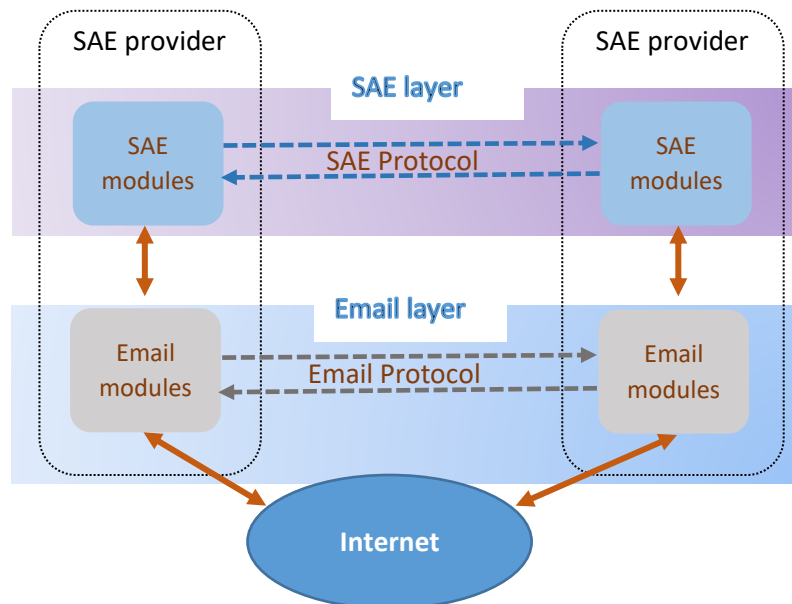 SAE provider
SAE provider
SAE layer
SAE
modules
SAE Protocol
SAE
modules
Email layer
Email
modules
Email Protocol
Email
modules
Internet